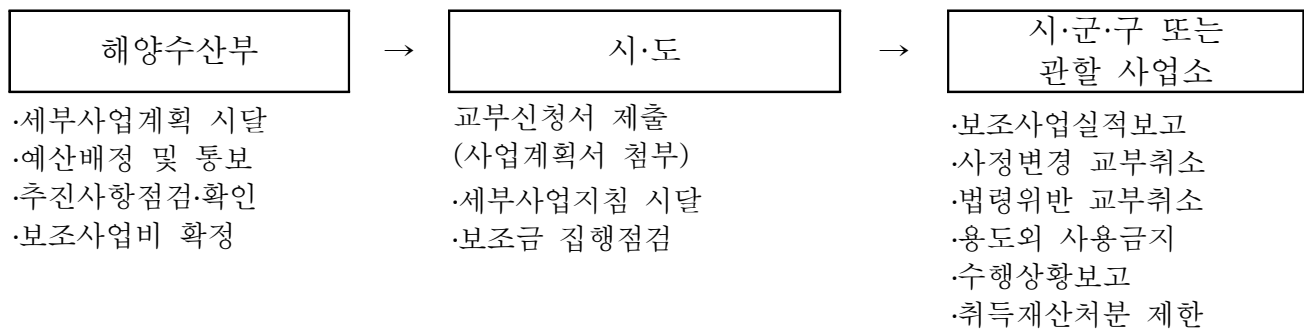 해양수산부
→
시·도
→
시·군·구 또는
관할 사업소
·세부사업계획 시달
·예산배정 및 통보
·추진사항점검·확인
·보조사업비 확정
교부신청서 제출
(사업계획서 첨부)
·세부사업지침 시달
·보조금 집행점검
·보조사업실적보고
·사정변경 교부취소
·법령위반 교부취소
·용도외 사용금지
·수행상황보고
·취득재산처분 제한